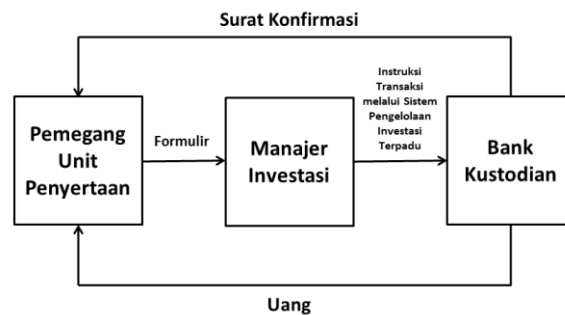 Surat Konfirmasi
Pemegang
Unit
Penyertaan
Formulir
Manajer
Investasi
Instruksi
Transaksi
melalui Sistem
Pengelolaan
Investasi
Terpadu
Bank
Kustodian
Uang